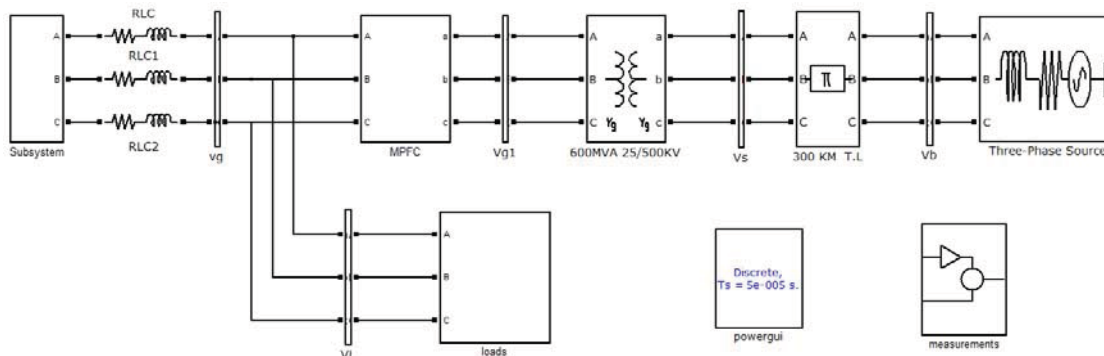 RLC
RLC1
RLC2
A
B
C
Subsystem
vg
A
B
C
a
b
c
MPFC
Vg1
A
B
C
a
b
c
Yg Yg
600MVA 25/500KV
Vs
A
B
C
A
B
C
π
300 KM T.L
Vb
A
B
C
Three-Phase Source
A
B
C
loads
Discrete,
Ts = 5e-005 s.
powergui
measurements